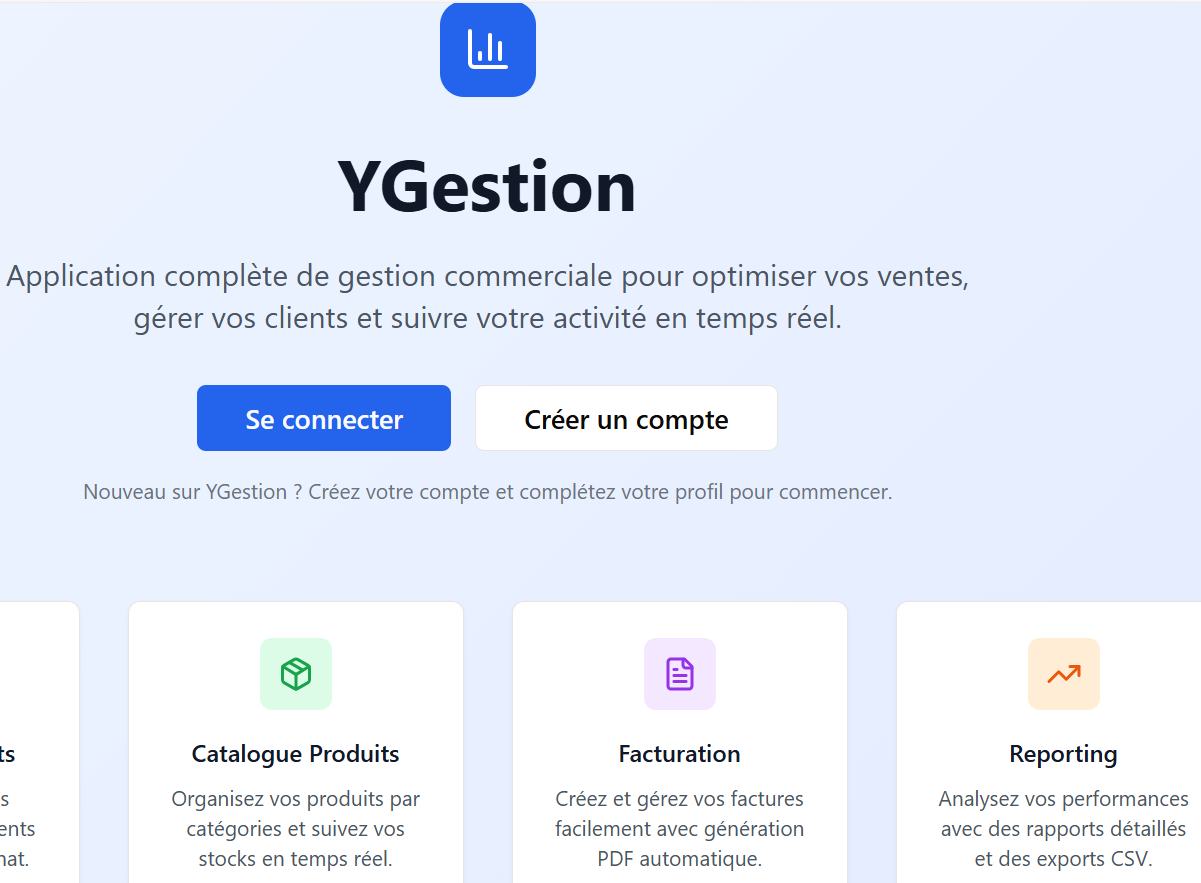 YGestion
Application complète de gestion commerciale pour optimiser vos ventes,
gérer vos clients et suivre votre activité en temps réel.
Se connecter
Créer un compte
Nouveau sur YGestion ? Créez votre compte et complétez votre profil pour commencer.
Catalogue Produits
Organisez vos produits par
catégories et suivez vos
stocks en temps réel.
Facturation
Créez et gérez vos factures
facilement avec génération
PDF automatique.
Reporting
Analysez vos performances
avec des rapports détaillés
et des exports CSV.